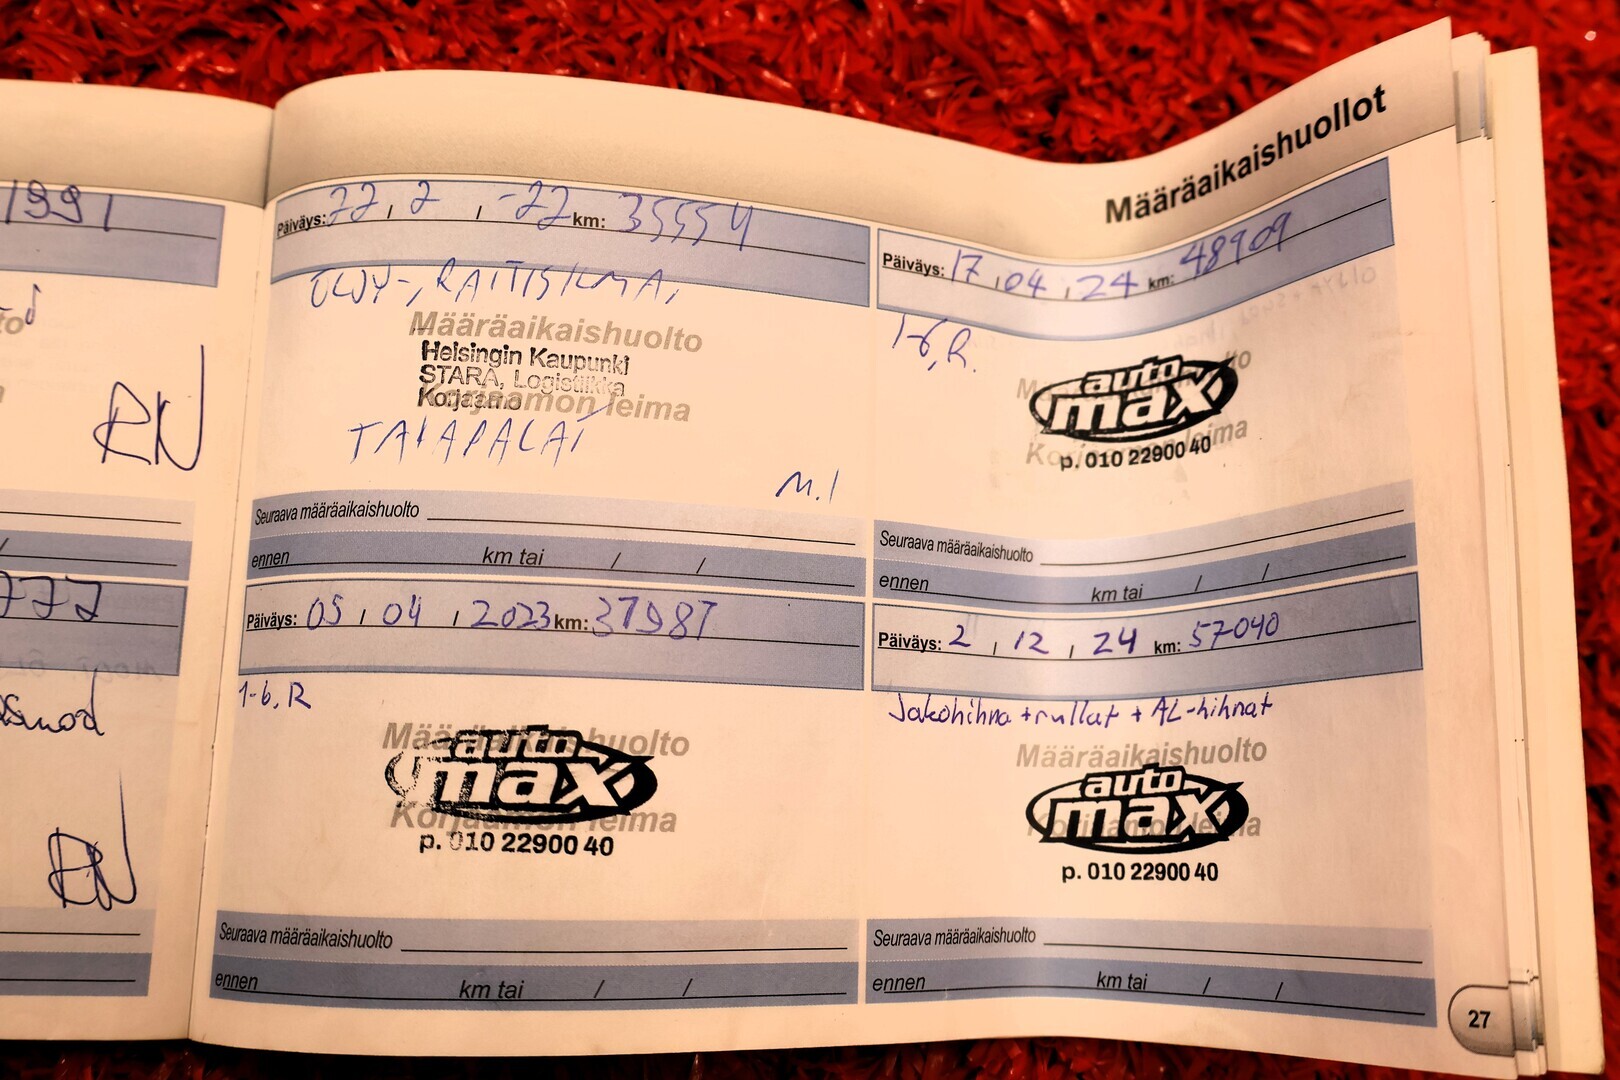 Määräaikaishuollot
1991
RN
777
RN
Päiväys: 22 / 2 / -22 km: 35554
ÖLJY-, RAITISILMA,
Määräaikaishuolto
Helsingin Kaupunki
STARA, Logistiikka
Korjaamo
Korjaamon leima
TAKAPALAT
M.I
Seuraava määräaikaishuolto
ennen km tai / /
Päiväys: 05 / 04 / 2023 km: 37987
1-6, R
Määräaikaishuolto
auto
max
Korjaamon leima
p. 010 22900 40
Seuraava määräaikaishuolto
ennen km tai / /
Päiväys: 17 / 04 / 24 km: 48909
1-6, R.
auto
max
Korjaamon leima
p. 010 22900 40
Seuraava määräaikaishuolto
ennen km tai / /
Päiväys: 2 / 12 / 24 km: 57040
Jakohihna + rullat + AL-hihnat
Määräaikaishuolto
auto
max
Korjaamon leima
p. 010 22900 40
Seuraava määräaikaishuolto
ennen km tai / /
27